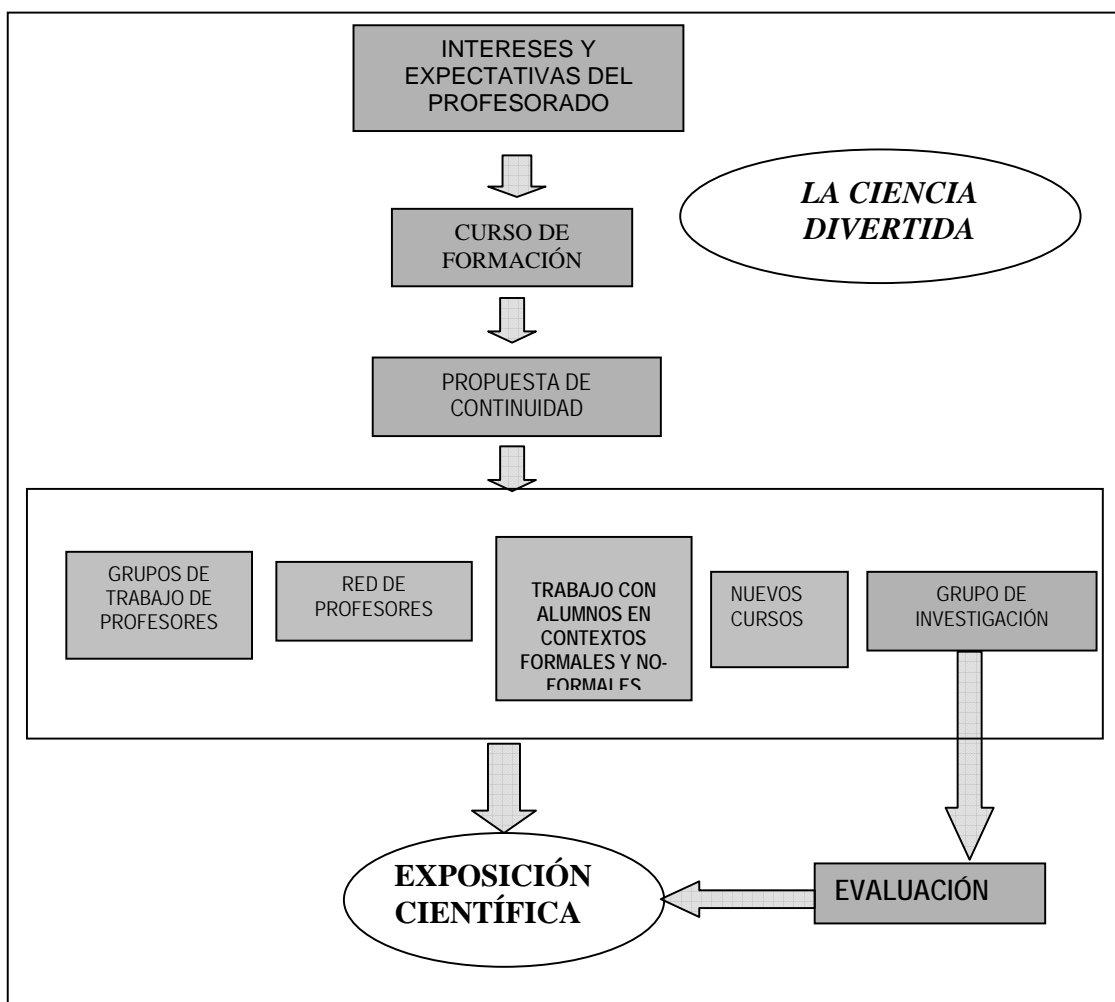 INTERESES Y
EXPECTATIVAS DEL
PROFESORADO
LA CIENCIA
DIVERTIDA
CURSO DE
FORMACIÓN
PROPUESTA DE
CONTINUIDAD
GRUPOS DE
TRABAJO DE
PROFESORES
RED DE
PROFESORES
TRABAJO CON
ALUMNOS EN
CONTEXTOS
FORMALES Y NO-
FORMALES
NUEVOS
CURSOS
GRUPO DE
INVESTIGACIÓN
EXPOSICIÓN
CIENTÍFICA
EVALUACIÓN